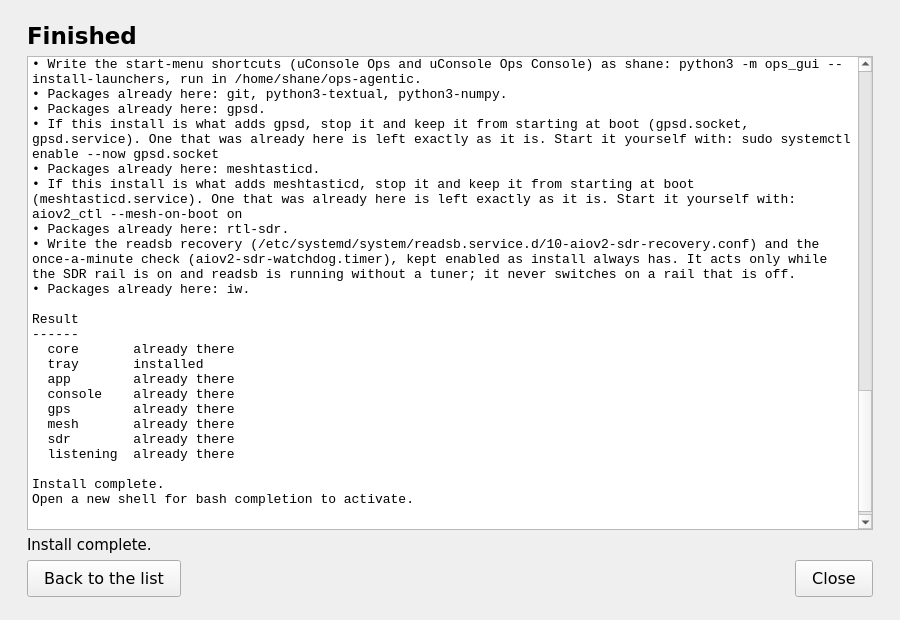 Finished
• Write the start-menu shortcuts (uConsole Ops and uConsole Ops Console) as shane: python3 -m ops_gui --
install-launchers, run in /home/shane/ops-agentic.
• Packages already here: git, python3-textual, python3-numpy.
• Packages already here: gpsd.
• If this install is what adds gpsd, stop it and keep it from starting at boot (gpsd.socket,
gpsd.service). One that was already here is left exactly as it is. Start it yourself with: sudo systemctl
enable --now gpsd.socket
• Packages already here: meshtasticd.
• If this install is what adds meshtasticd, stop it and keep it from starting at boot
(meshtasticd.service). One that was already here is left exactly as it is. Start it yourself with:
aiov2_ctl --mesh-on-boot on
• Packages already here: rtl-sdr.
• Write the readsb recovery (/etc/systemd/system/readsb.service.d/10-aiov2-sdr-recovery.conf) and the
once-a-minute check (aiov2-sdr-watchdog.timer), kept enabled as install always has. It acts only while
the SDR rail is on and readsb is running without a tuner; it never switches on a rail that is off.
• Packages already here: iw.

Result
------
  core       already there
  tray       installed
  app        already there
  console    already there
  gps        already there
  mesh       already there
  sdr        already there
  listening  already there

Install complete.
Open a new shell for bash completion to activate.
Install complete.
Back to the list
Close